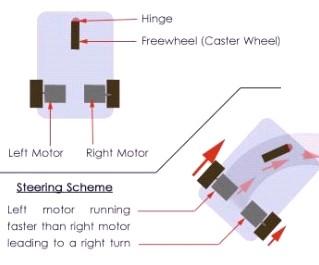 Hinge
Freewheel (Caster Wheel)
Left Motor
Right Motor
Steering Scheme
Left motor running
faster than right motor
leading to a right turn